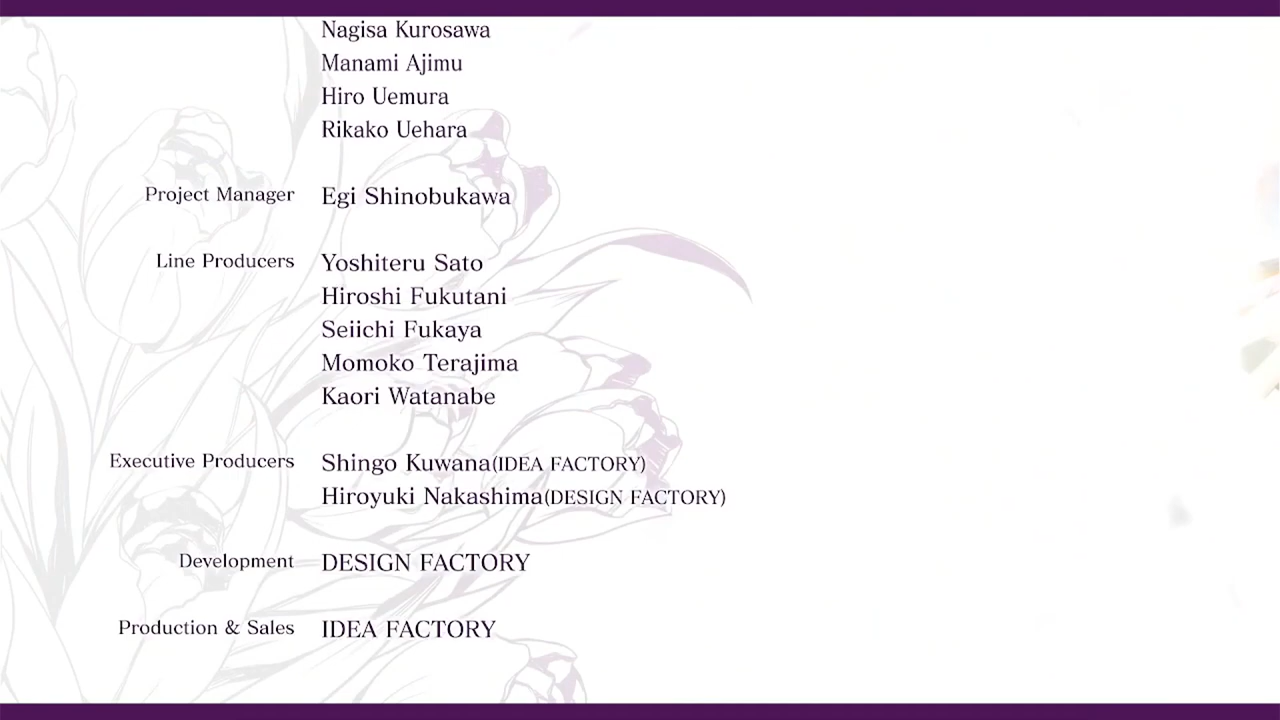 Nagisa Kurosawa
Manami Ajimu
Hiro Uemura
Rikako Uehara
Project Manager Egi Shinobukawa
Line Producers Yoshiteru Sato
Hiroshi Fukutani
Seiichi Fukaya
Momoko Terajima
Kaori Watanabe
Executive Producers Shingo Kuwana(IDEA FACTORY)
Hiroyuki Nakashima(DESIGN FACTORY)
Development DESIGN FACTORY
Production & Sales IDEA FACTORY